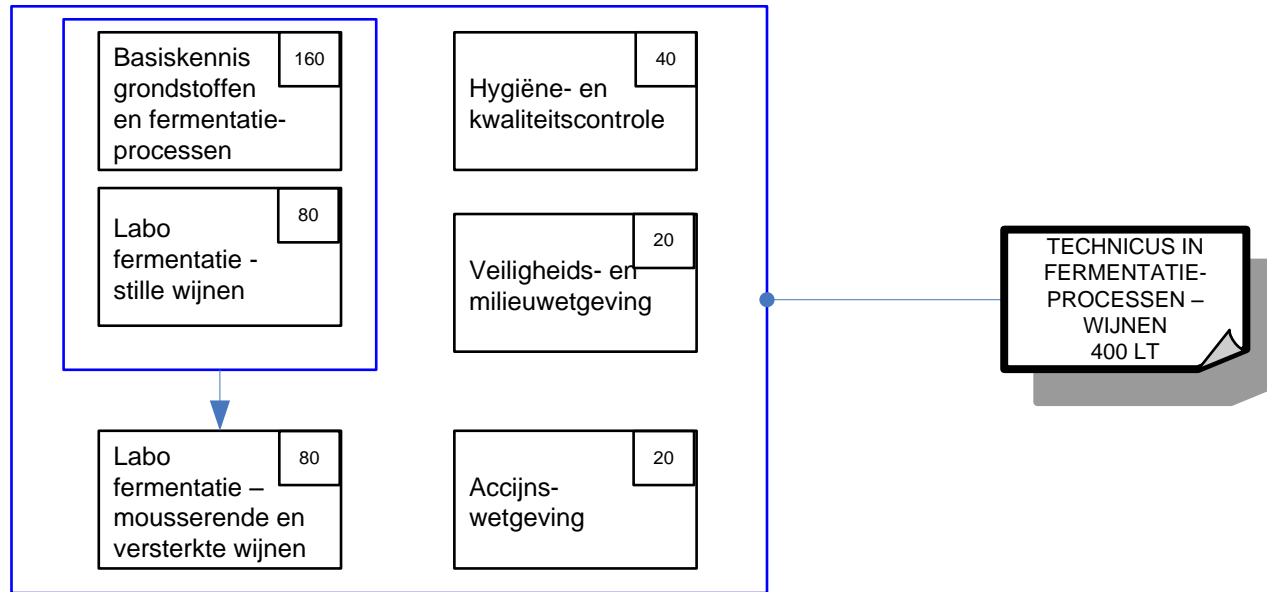 Basiskennis
grondstoffen
en fermentatie-
processen
160
Labo
fermentatie -
stille wijnen
80
Labo
fermentatie –
mousserende en
versterkte wijnen
80
Hygiëne- en
kwaliteitscontrole
40
Veiligheids- en
milieuwetgeving
20
Accijns-
wetgeving
20
TECHNICUS IN
FERMENTATIE-
PROCESSEN –
WIJNEN
400 LT